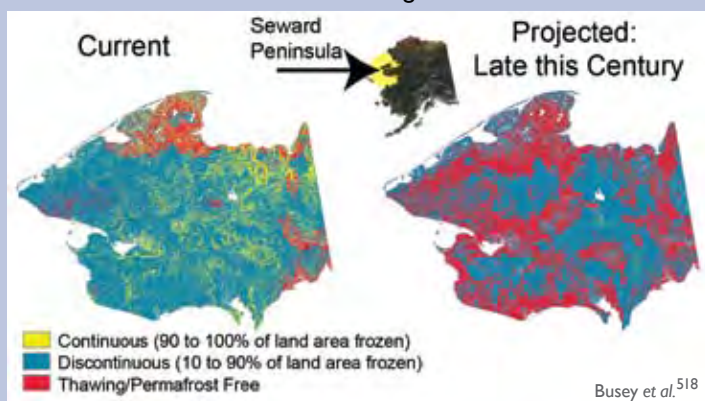 Current
Seward
Peninsula
Projected:
Late this Century
Continuous (90 to 100% of land area frozen)
Discontinuous (10 to 90% of land area frozen)
Thawing/Permafrost Free
Busey et al.518